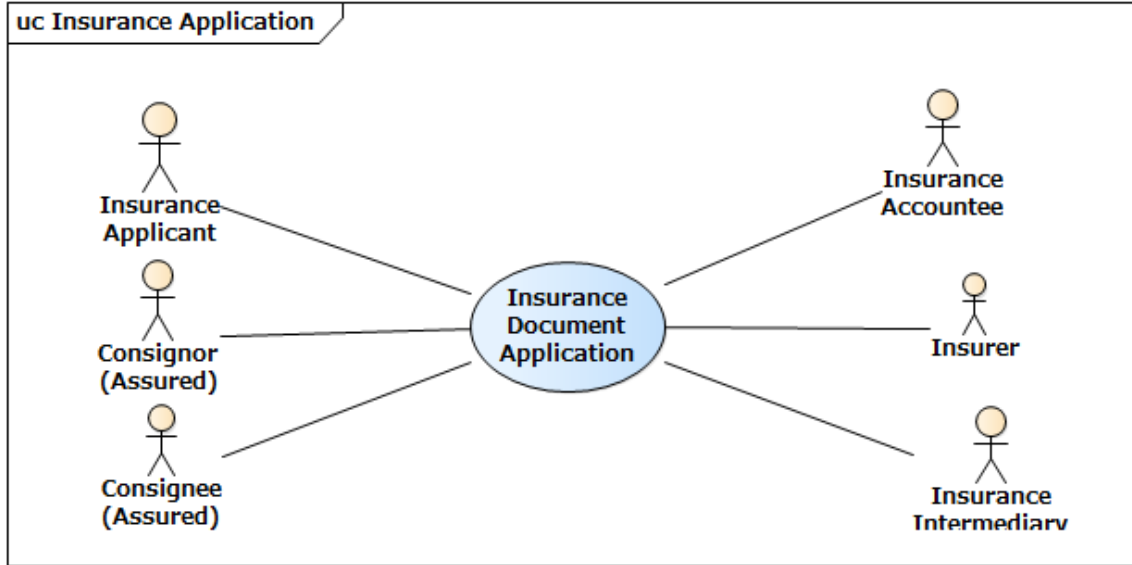 uc Insurance Application
Insurance
Applicant
Consignor
(Assured)
Consignee
(Assured)
Insurance
Document
Application
Insurance
Accountee
Insurer
Insurance
Intermediary